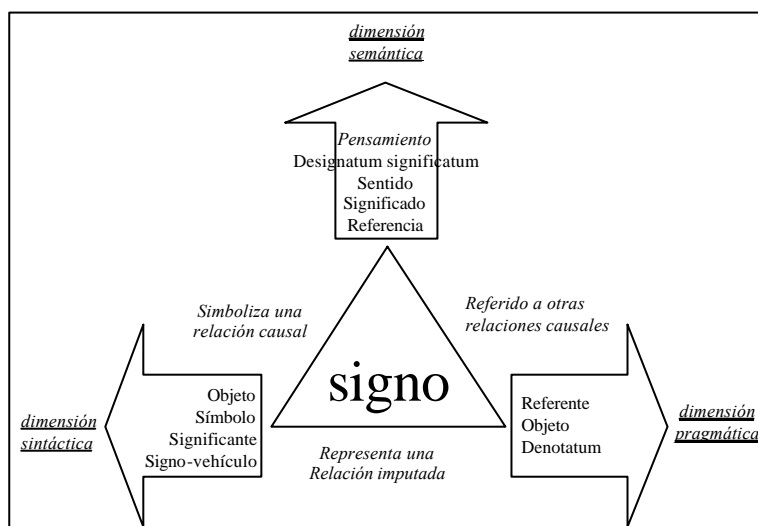 dimensión
semántica
Pensamiento
Designatum significatum
Sentido
Significado
Referencia
Simboliza una
relación causal
Referido a otras
relaciones causales
signo
Objeto
Símbolo
Significante
Signo-vehículo
dimensión
sintáctica
Referente
Objeto
Denotatum
dimensión
pragmática
Representa una
Relación imputada